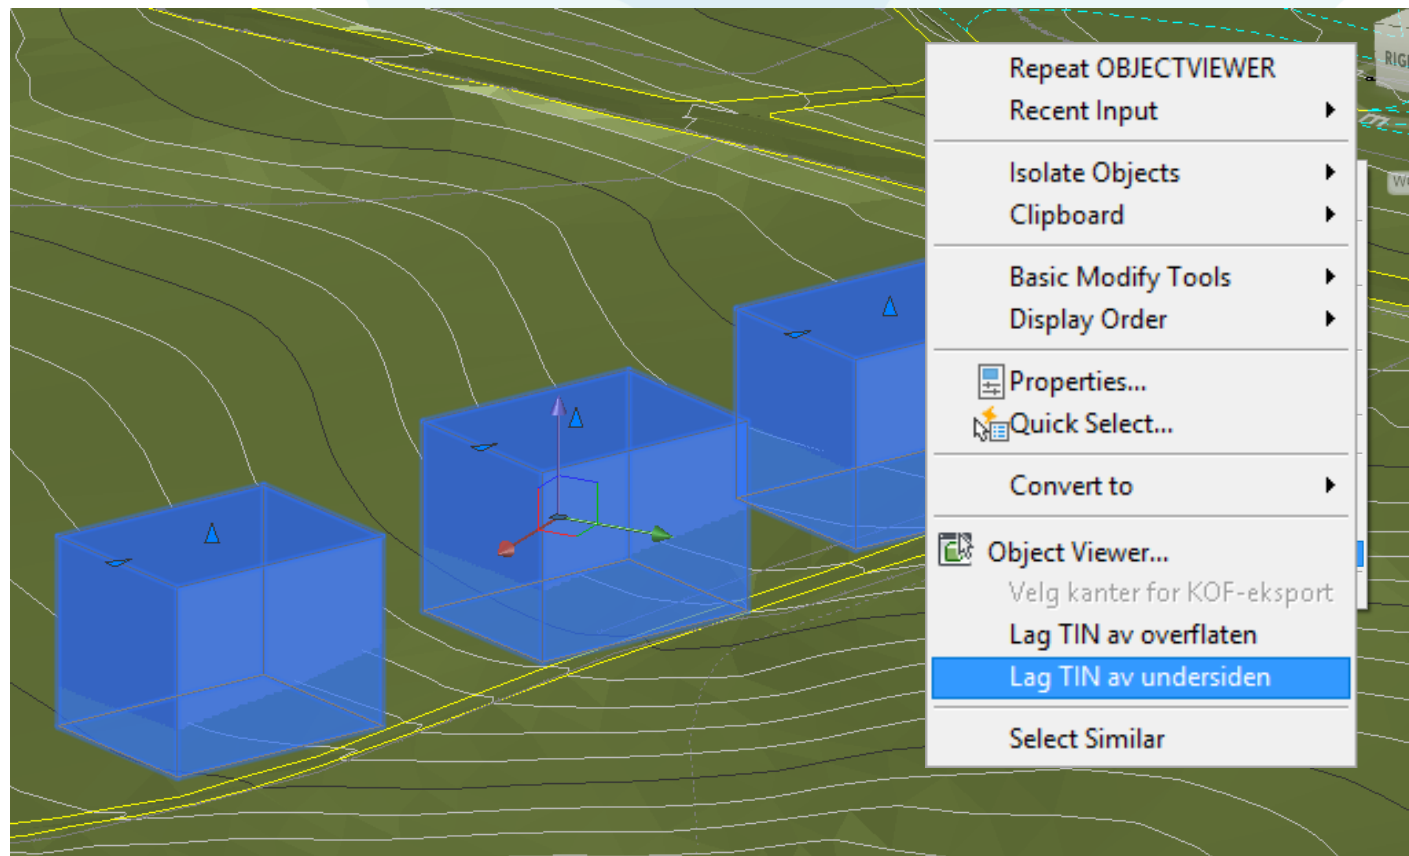 Repeat OBJECTVIEWER
Recent Input
Isolate Objects
Clipboard
Basic Modify Tools
Display Order
Properties...
Quick Select...
Convert to
Object Viewer...
Velg kanter for KOF-eksport
Lag TIN av overflaten
Lag TIN av undersiden
Select Similar